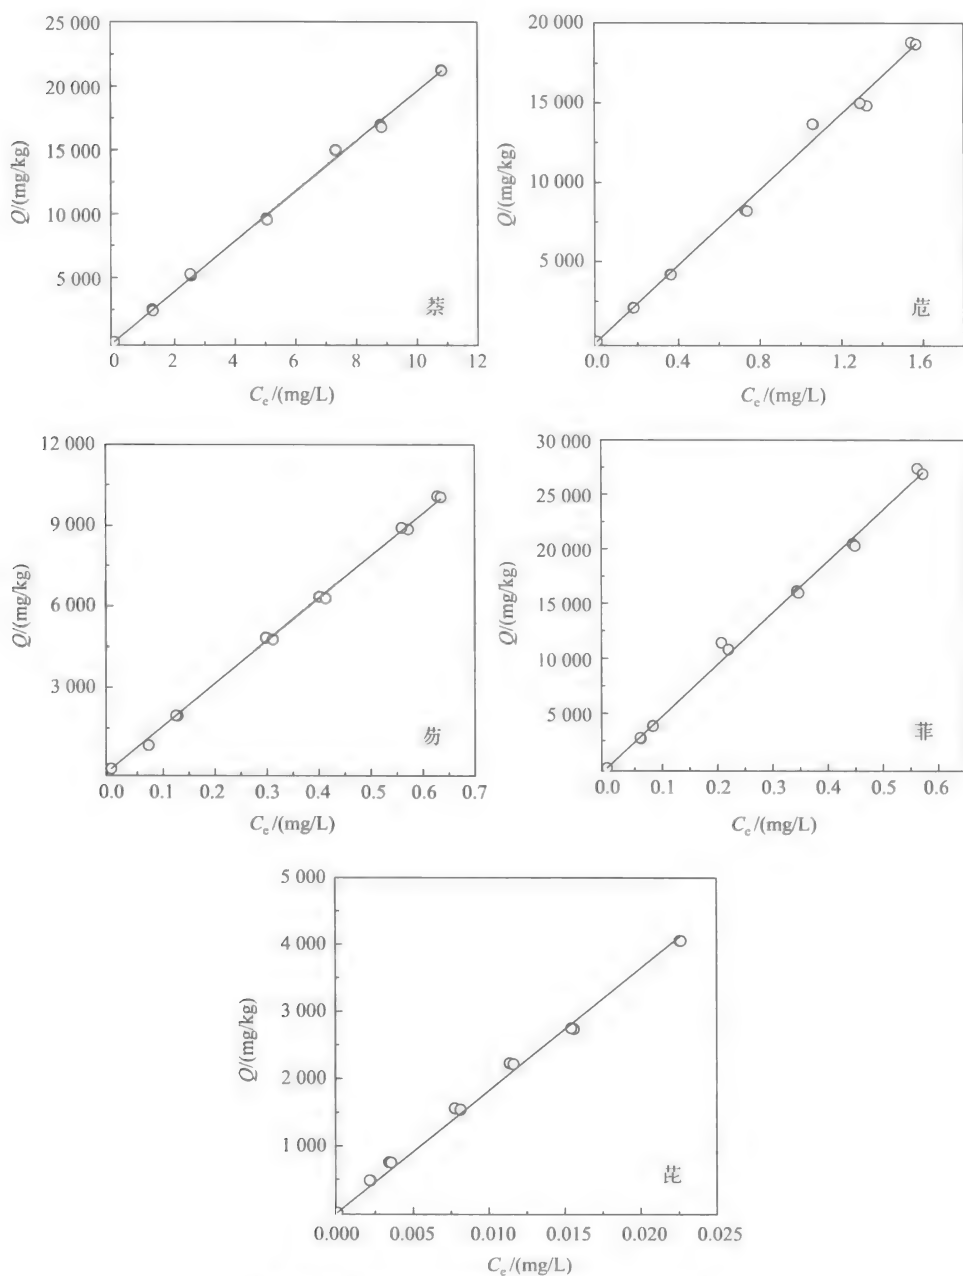 25 000
20 000
15 000
10 000
5 000
Q/(mg/kg)
萘
0 2 4 6 8 10 12
Cₑ/(mg/L)
20 000
15 000
10 000
5 000
Q/(mg/kg)
苊
0.0 0.4 0.8 1.2 1.6
Cₑ/(mg/L)
12 000
9 000
6 000
3 000
Q/(mg/kg)
芴
0.0 0.1 0.2 0.3 0.4 0.5 0.6 0.7
Cₑ/(mg/L)
30 000
25 000
20 000
15 000
10 000
5 000
Q/(mg/kg)
菲
0.0 0.1 0.2 0.3 0.4 0.5 0.6
Cₑ/(mg/L)
5 000
4 000
3 000
2 000
1 000
Q/(mg/kg)
芘
0.000 0.005 0.010 0.015 0.020 0.025
Cₑ/(mg/L)